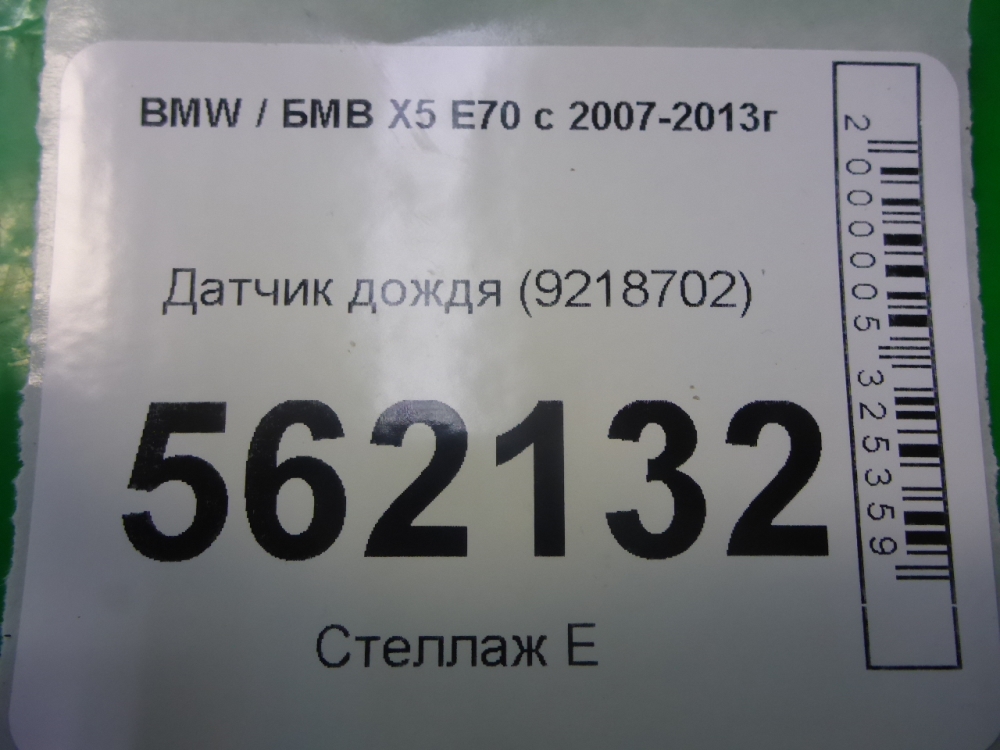 BMW / БМВ X5 E70 с 2007-2013г
Датчик дождя (9218702)
562132
Стеллаж E
2000005325359